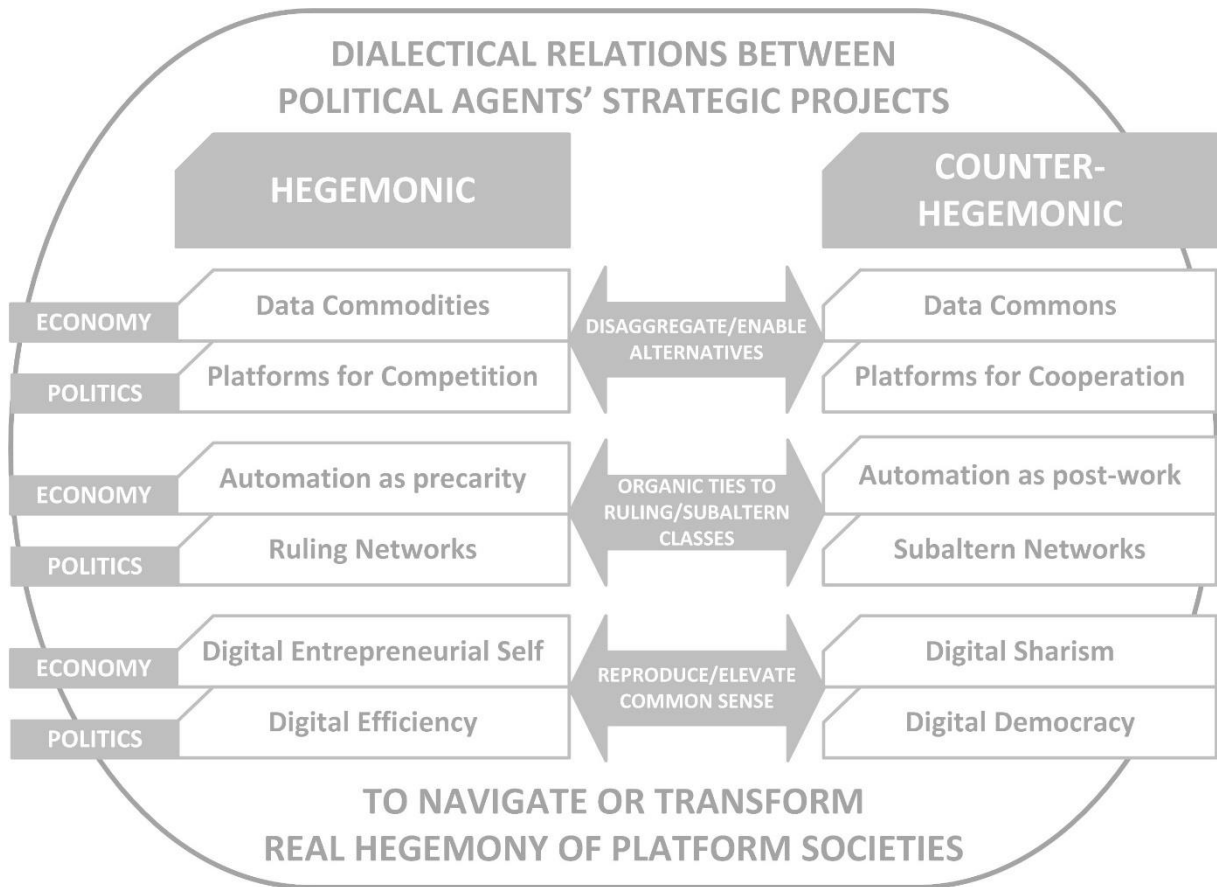 DIALECTICAL RELATIONS BETWEEN
POLITICAL AGENTS’ STRATEGIC PROJECTS
HEGEMONIC
COUNTER-
HEGEMONIC
ECONOMY
Data Commodities
DISAGGREGATE/ENABLE
ALTERNATIVES
Data Commons
POLITICS
Platforms for Competition
Platforms for Cooperation
ECONOMY
Automation as precarity
ORGANIC TIES TO
RULING/SUBALTERN
CLASSES
Automation as post-work
POLITICS
Ruling Networks
Subaltern Networks
ECONOMY
Digital Entrepreneurial Self
REPRODUCE/ELEVATE
COMMON SENSE
Digital Sharism
POLITICS
Digital Efficiency
Digital Democracy
TO NAVIGATE OR TRANSFORM
REAL HEGEMONY OF PLATFORM SOCIETIES